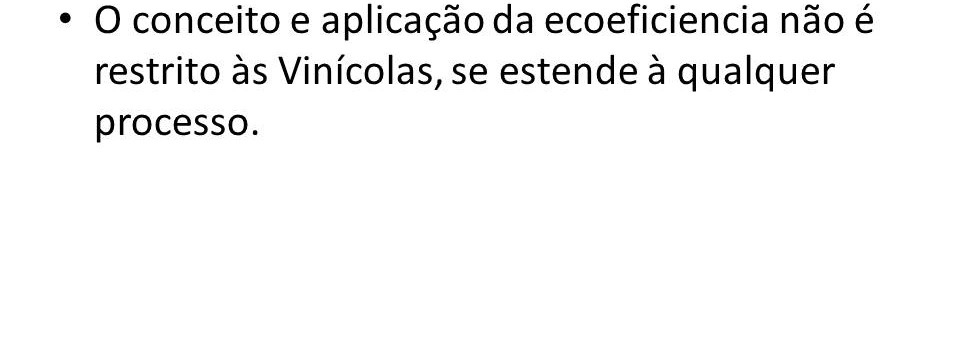 • O conceito e aplicação da ecoeficiencia não é
restrito às Vinícolas, se estende à qualquer
processo.